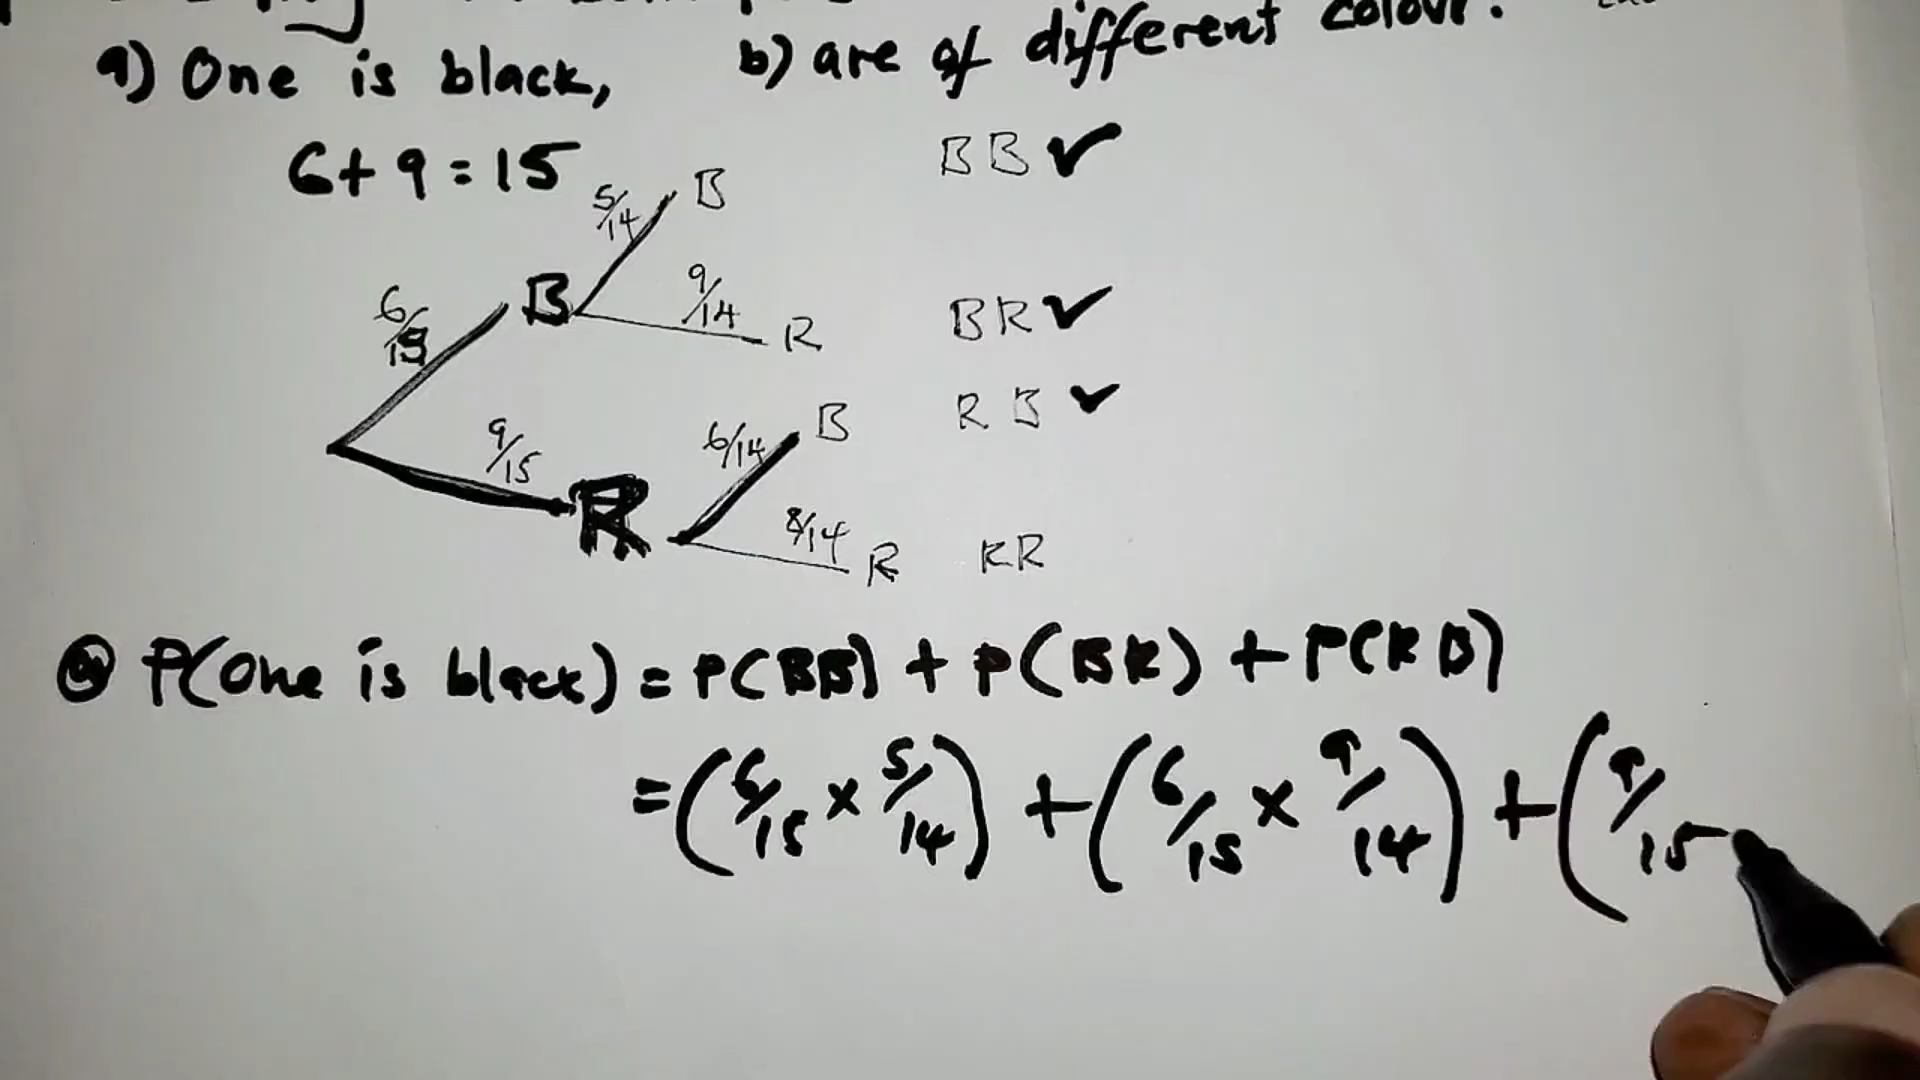 a) One is black, b) are of different colour.
6+9=15
BB ✓
5/14 B
6/15 B 9/14 R
BR ✓
9/15 R 6/14 B
RB ✓
8/14 R RR
a) P(One is black) = P(BB) + P(BR) + P(RB)
= (6/15 × 5/14) + (6/15 × 9/14) + (9/15